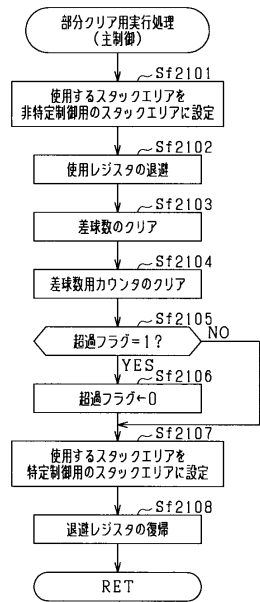 部分クリア用実行処理
(主制御)
Sf2101
使用するスタックエリアを
非特定制御用のスタックエリアに設定
Sf2102
使用レジスタの退避
Sf2103
差球数のクリア
Sf2104
差球数用カウンタのクリア
Sf2105
超過フラグ=1?
NO
YES
Sf2106
超過フラグ←0
Sf2107
使用するスタックエリアを
特定制御用のスタックエリアに設定
Sf2108
退避レジスタの復帰
RET